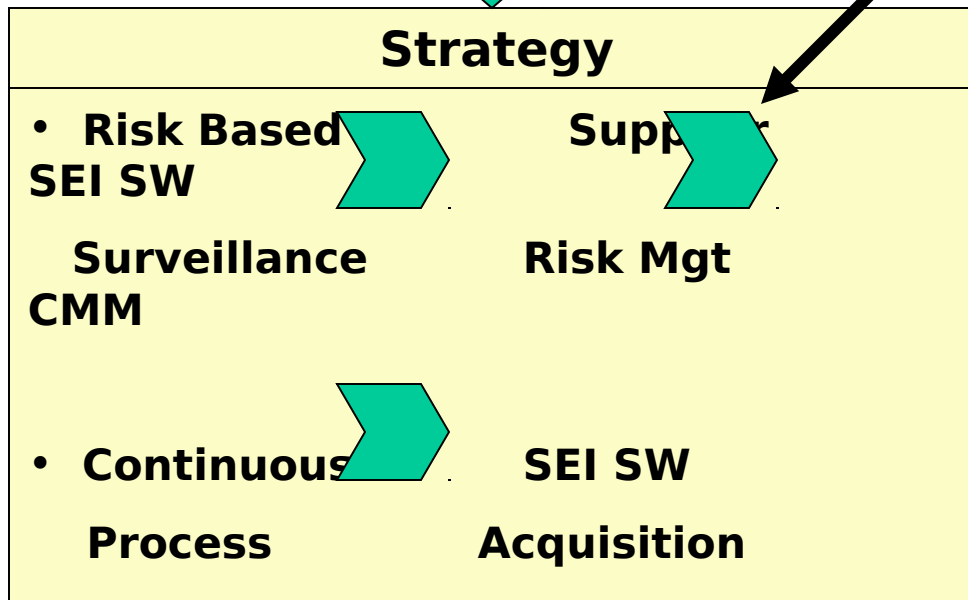 Strategy
• Risk Based
SEI SW
Surveillance Risk Mgt
CMM
• Continuous SEI SW
Process Acquisition